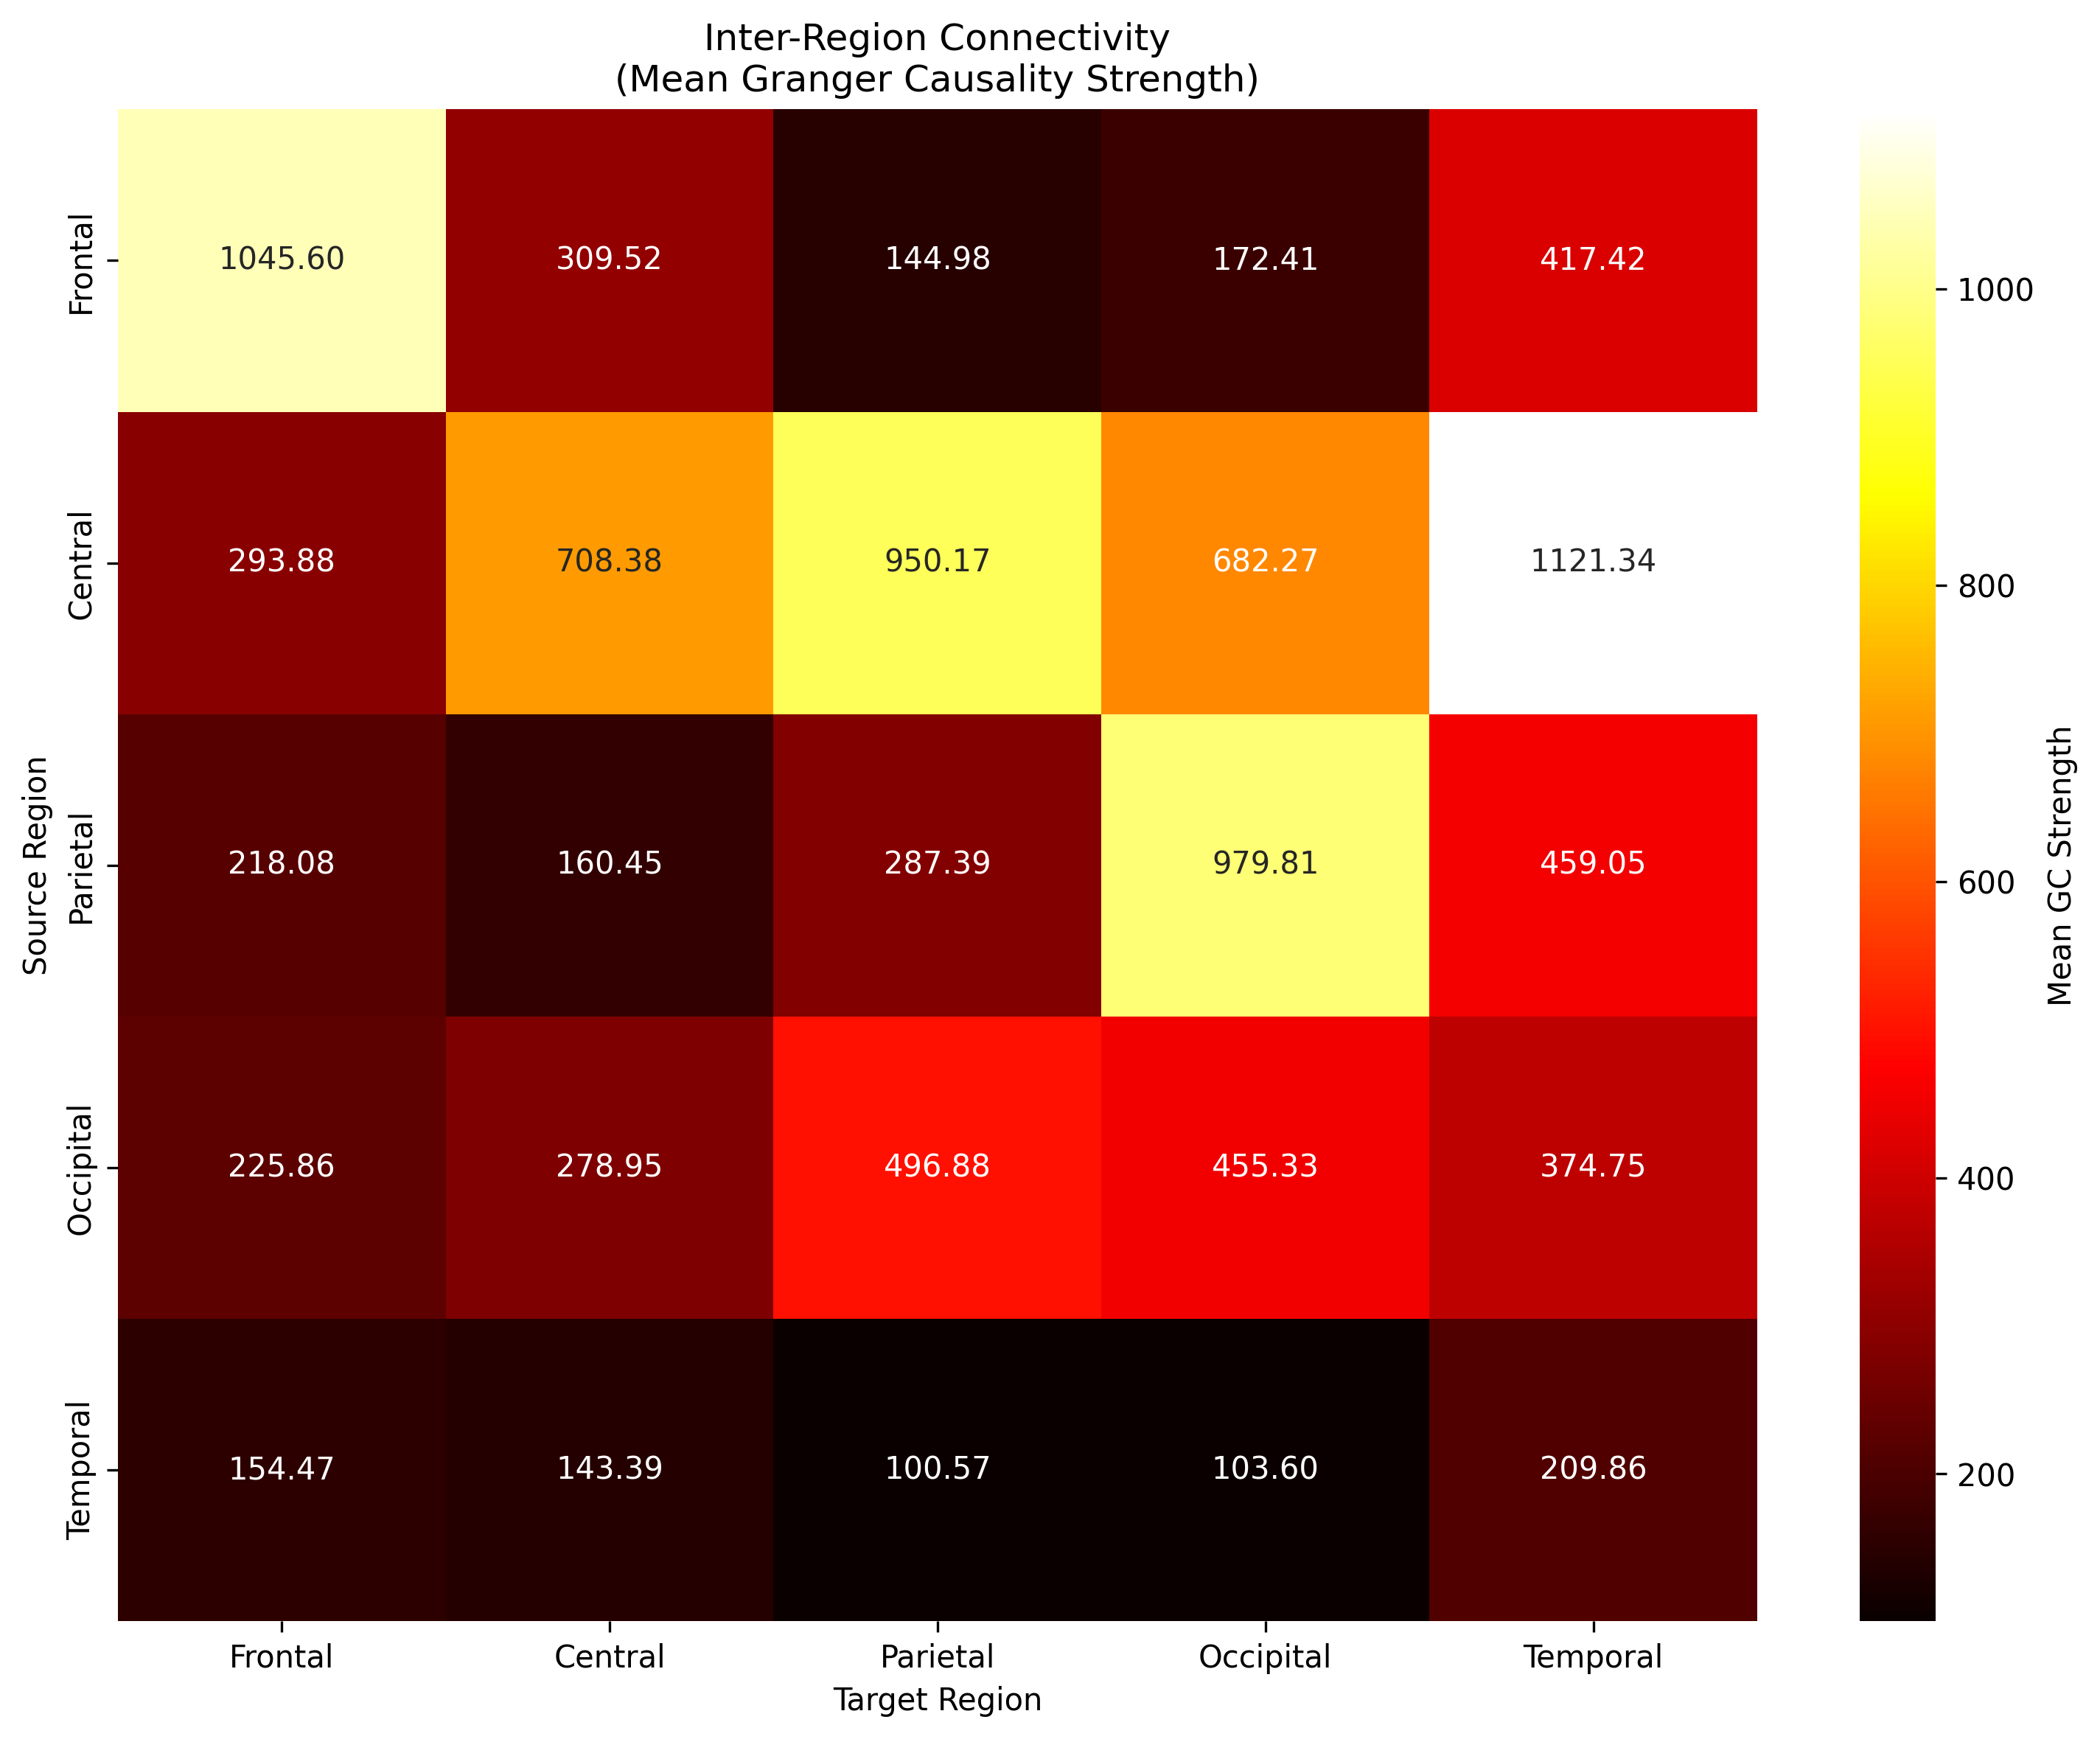 Inter-Region Connectivity
(Mean Granger Causality Strength)
Source Region
Frontal
1045.60 309.52 144.98 172.41 417.42
Central
293.88 708.38 950.17 682.27 1121.34
Parietal
218.08 160.45 287.39 979.81 459.05
Occipital
225.86 278.95 496.88 455.33 374.75
Temporal
154.47 143.39 100.57 103.60 209.86
Frontal Central Parietal Occipital Temporal
Target Region
1000
800
600
400
200
Mean GC Strength